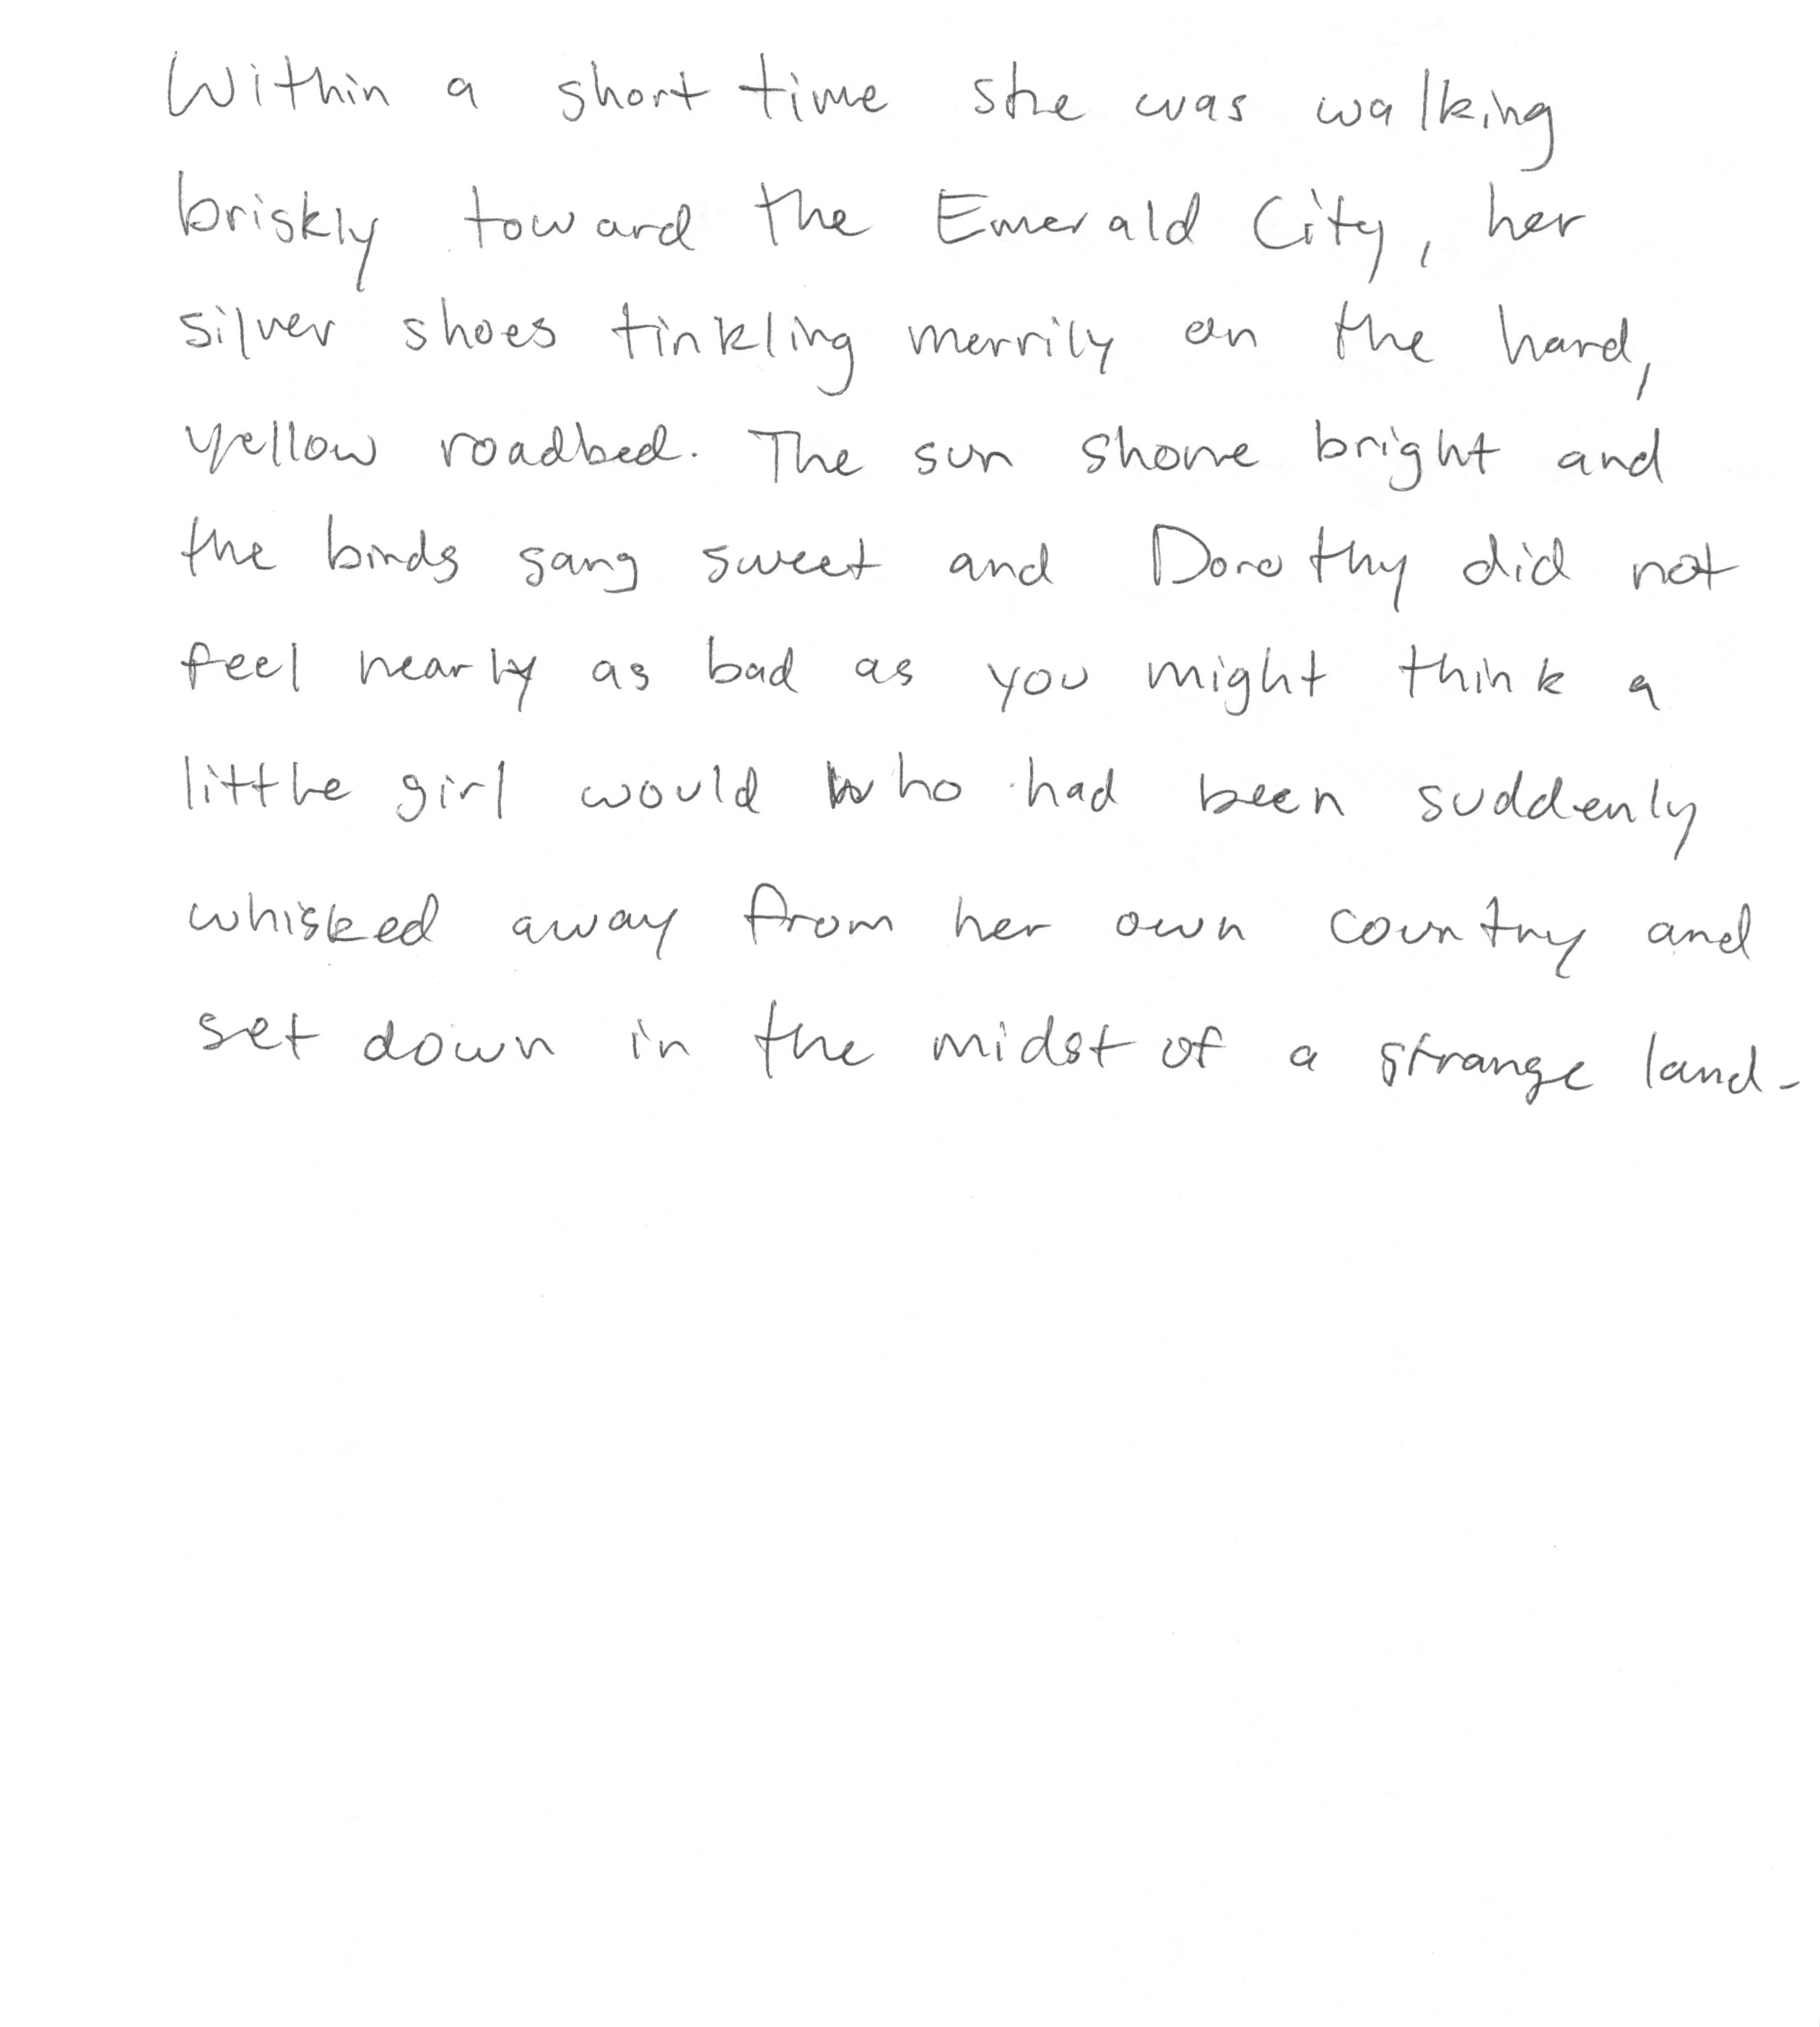 Within a short time she was walking
briskly toward the Emerald City, her
silver shoes tinkling merrily on the hard,
yellow roadbed. The sun shone bright and
the birds sang sweet and Dorothy did not
feel nearly as bad as you might think a
little girl would who had been suddenly
whisked away from her own country and
set down in the midst of a strange land-